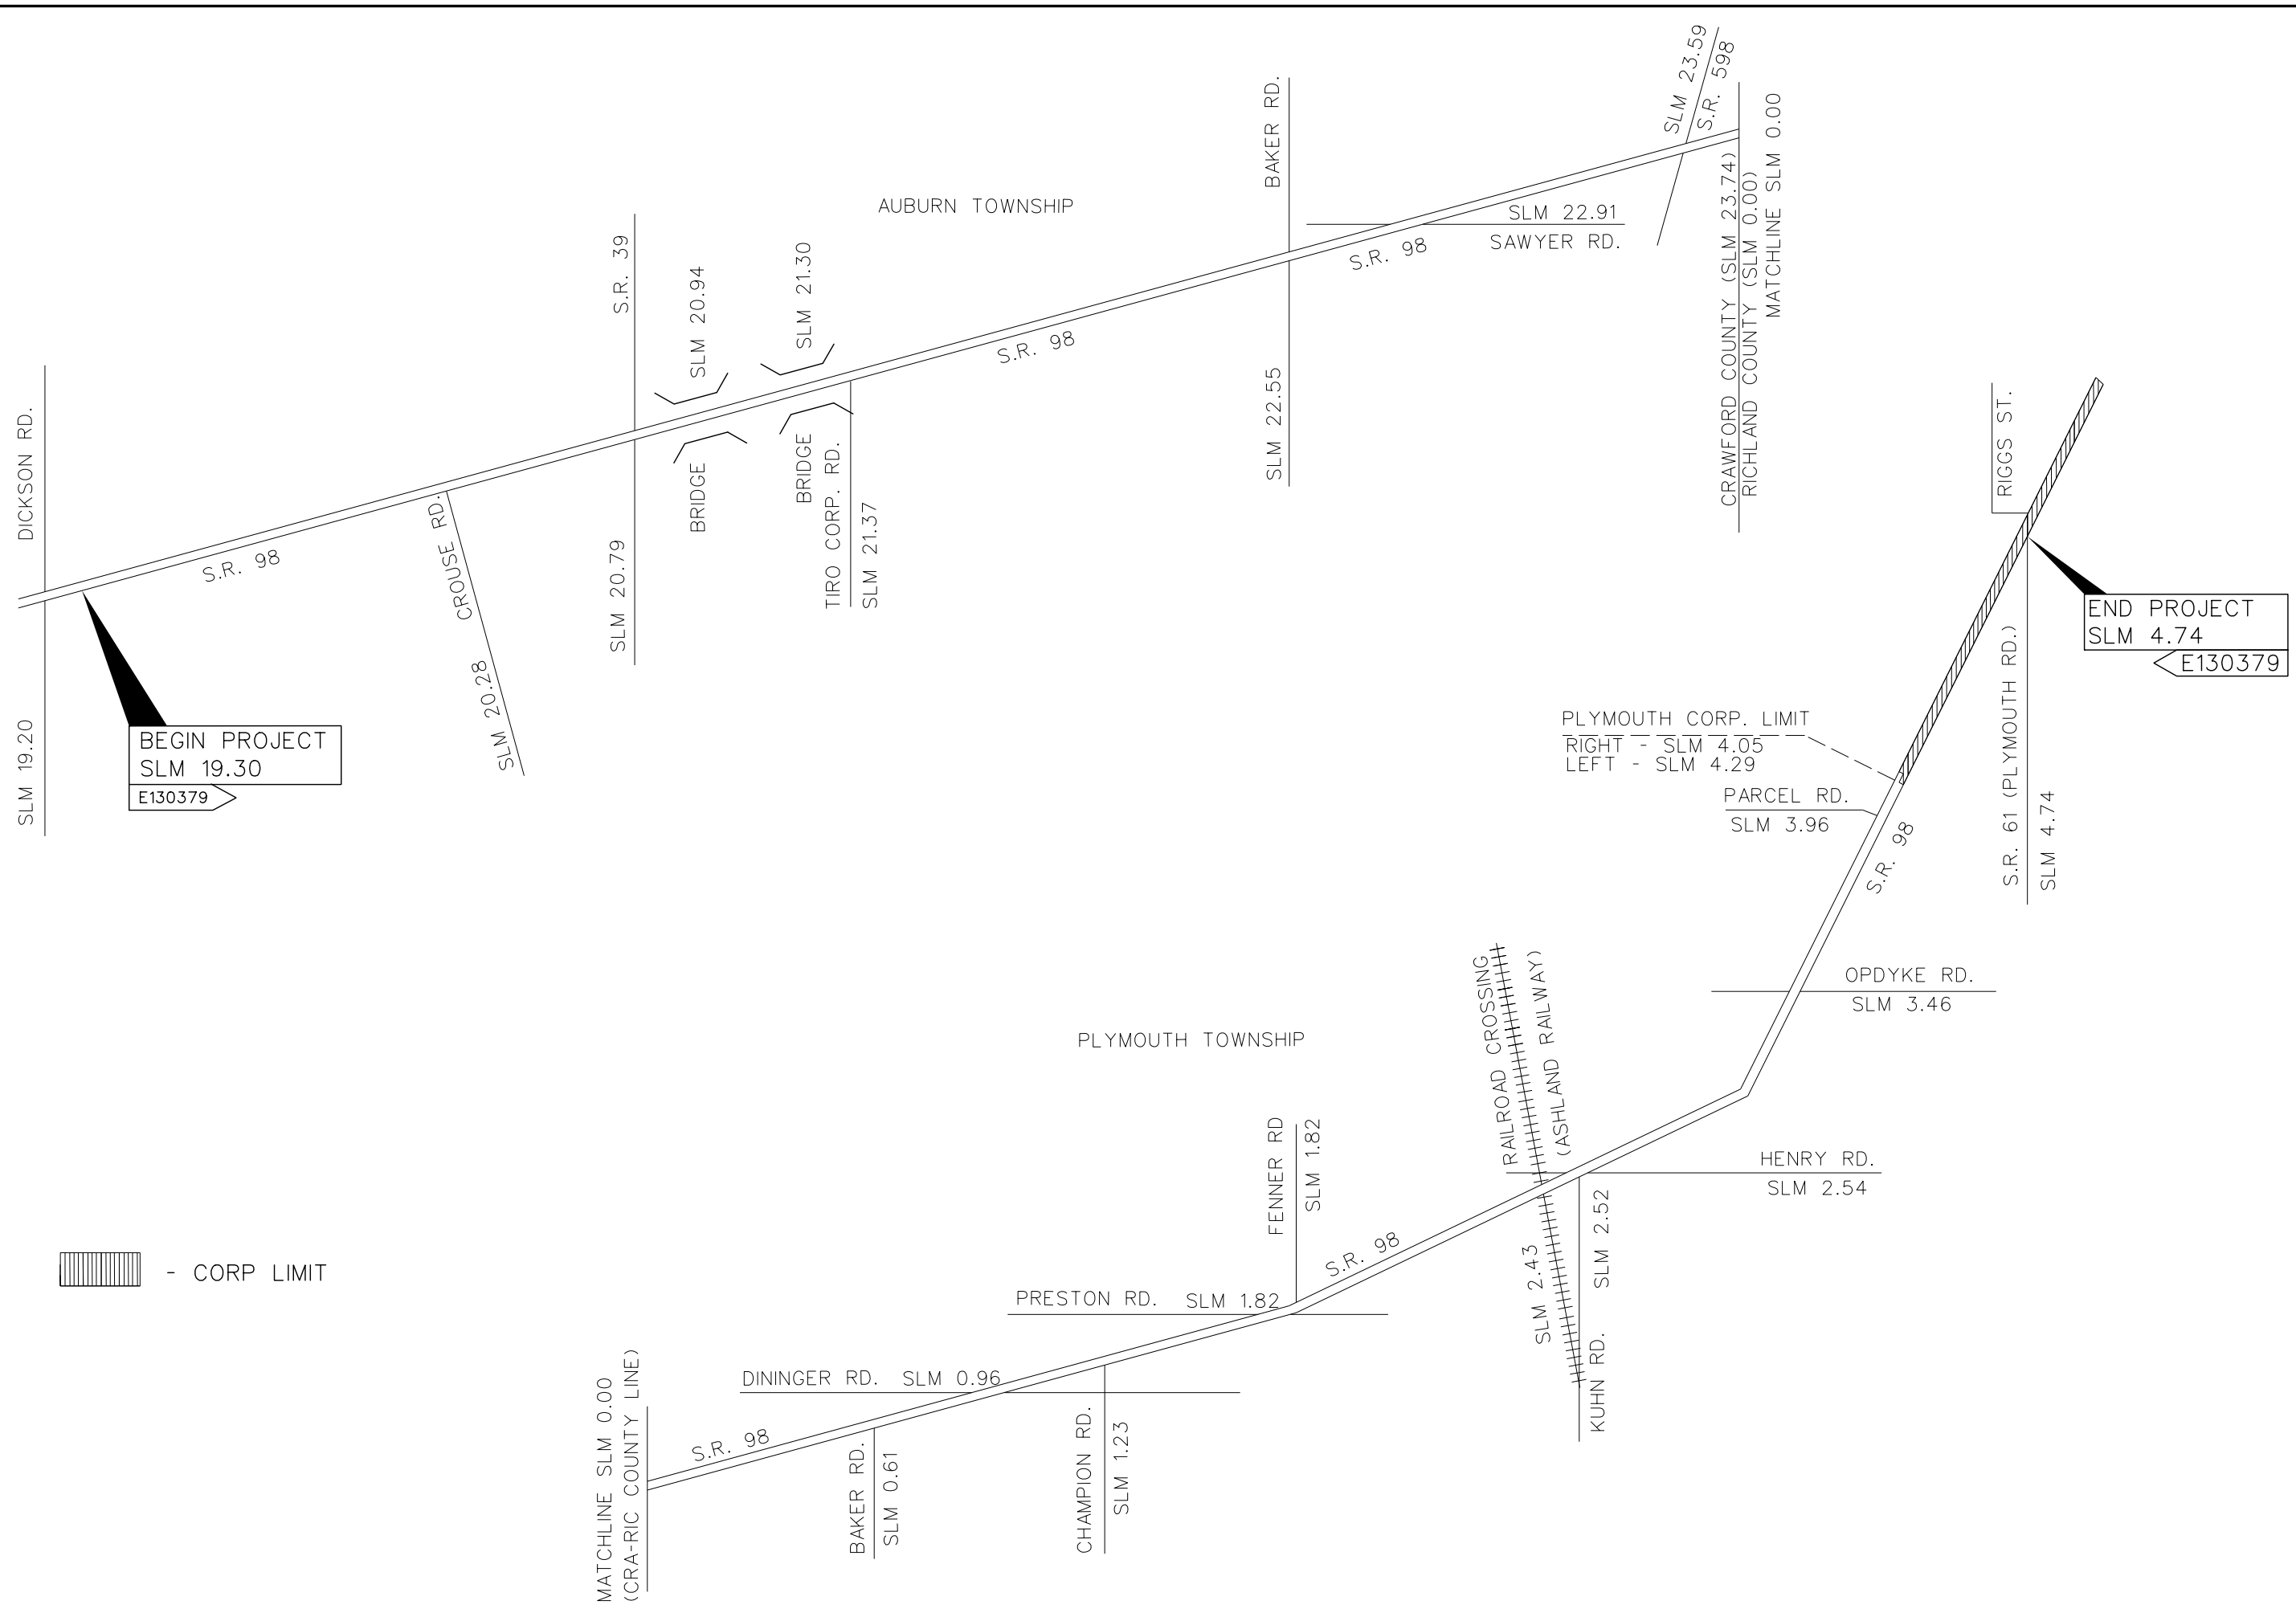 DICKSON RD.
SLM 19.20
BEGIN PROJECT
SLM 19.30
E130379
S.R. 98
CROUSE RD.
SLM 20.28
S.R. 39
SLM 20.79
SLM 20.94
BRIDGE
SLM 21.30
BRIDGE
TIRO CORP. RD.
SLM 21.37
AUBURN TOWNSHIP
S.R. 98
BAKER RD.
SLM 22.55
S.R. 98
SLM 22.91
SAWYER RD.
SLM 23.59
S.R. 598
CRAWFORD COUNTY (SLM 23.74)
RICHLAND COUNTY (SLM 0.00)
MATCHLINE SLM 0.00
RIGGS ST.
END PROJECT
SLM 4.74
E130379
S.R. 61 (PLYMOUTH RD.)
SLM 4.74
PLYMOUTH CORP. LIMIT
RIGHT - SLM 4.05
LEFT - SLM 4.29
PARCEL RD.
SLM 3.96
S.R. 98
OPDYKE RD.
SLM 3.46
PLYMOUTH TOWNSHIP
RAILROAD CROSSING
(ASHLAND RAILWAY)
SLM 2.43
HENRY RD.
SLM 2.54
KUHN RD.
SLM 2.52
FENNER RD
SLM 1.82
S.R. 98
PRESTON RD. SLM 1.82
DININGER RD. SLM 0.96
CHAMPION RD.
SLM 1.23
BAKER RD.
SLM 0.61
S.R. 98
MATCHLINE SLM 0.00
(CRA-RIC COUNTY LINE)
- CORP LIMIT